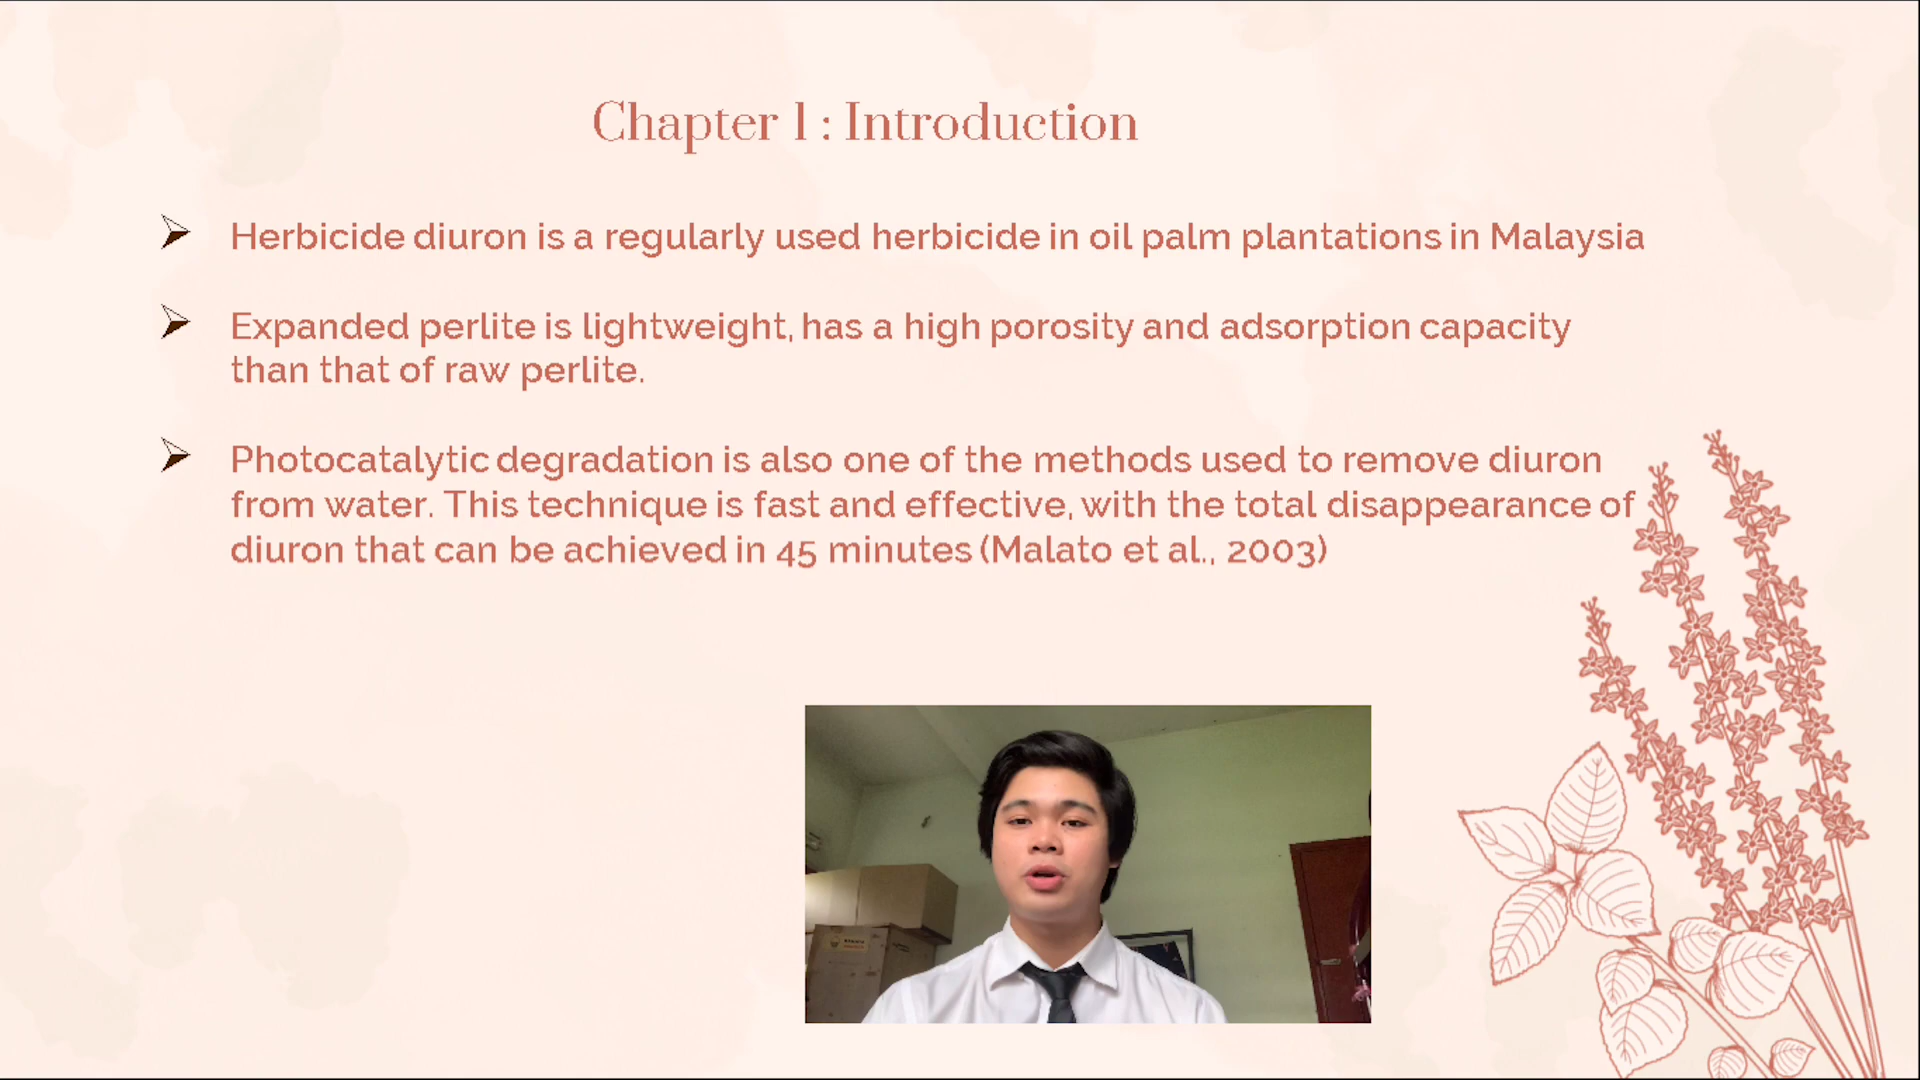 Chapter 1 : Introduction
Herbicide diuron is a regularly used herbicide in oil palm plantations in Malaysia
Expanded perlite is lightweight, has a high porosity and adsorption capacity
than that of raw perlite.
Photocatalytic degradation is also one of the methods used to remove diuron
from water. This technique is fast and effective, with the total disappearance of
diuron that can be achieved in 45 minutes (Malato et al., 2003)